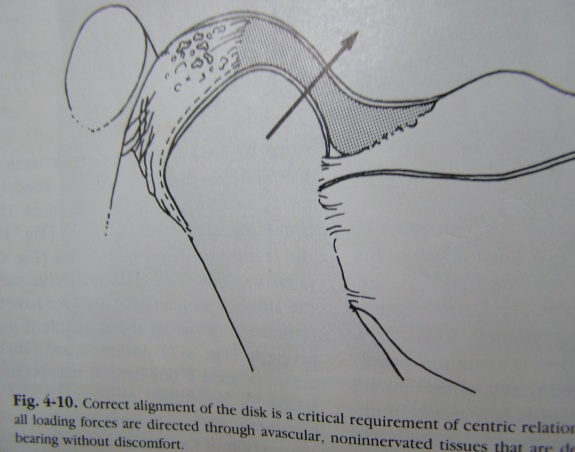 Fig. 4-10. Correct alignment of the disk is a critical requirement of centric relation
all loading forces are directed through avascular, noninnervated tissues that are de
bearing without discomfort.